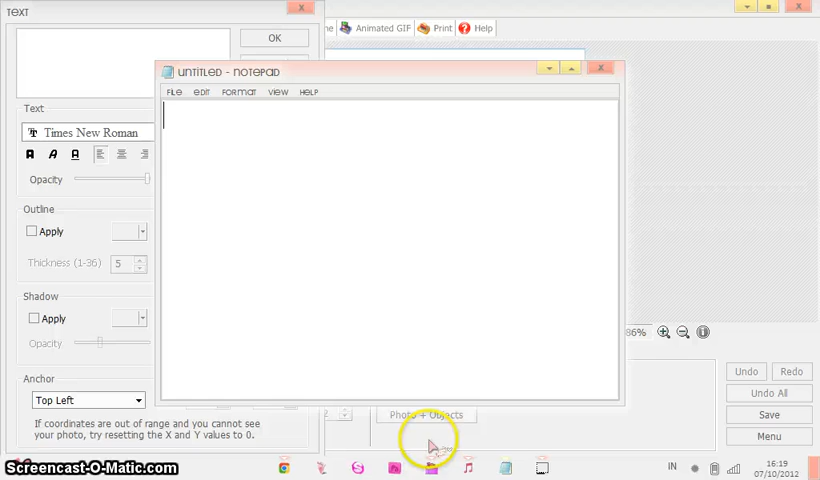 TEXT
OK
Text
Times New Roman
Opacity
Outline
Apply
Thickness (1-36)
5
Shadow
Apply
Opacity
Anchor
Top Left
If coordinates are out of range and you cannot see
your photo, try resetting the X and Y values to 0.
Animated GIF
Print
Help
untitled - notepad
File edit Format view Help
86%
Photo + Objects
Undo Redo
Undo All
Save
Menu
Screencast-O-Matic.com
IN
16:19
07/10/2012